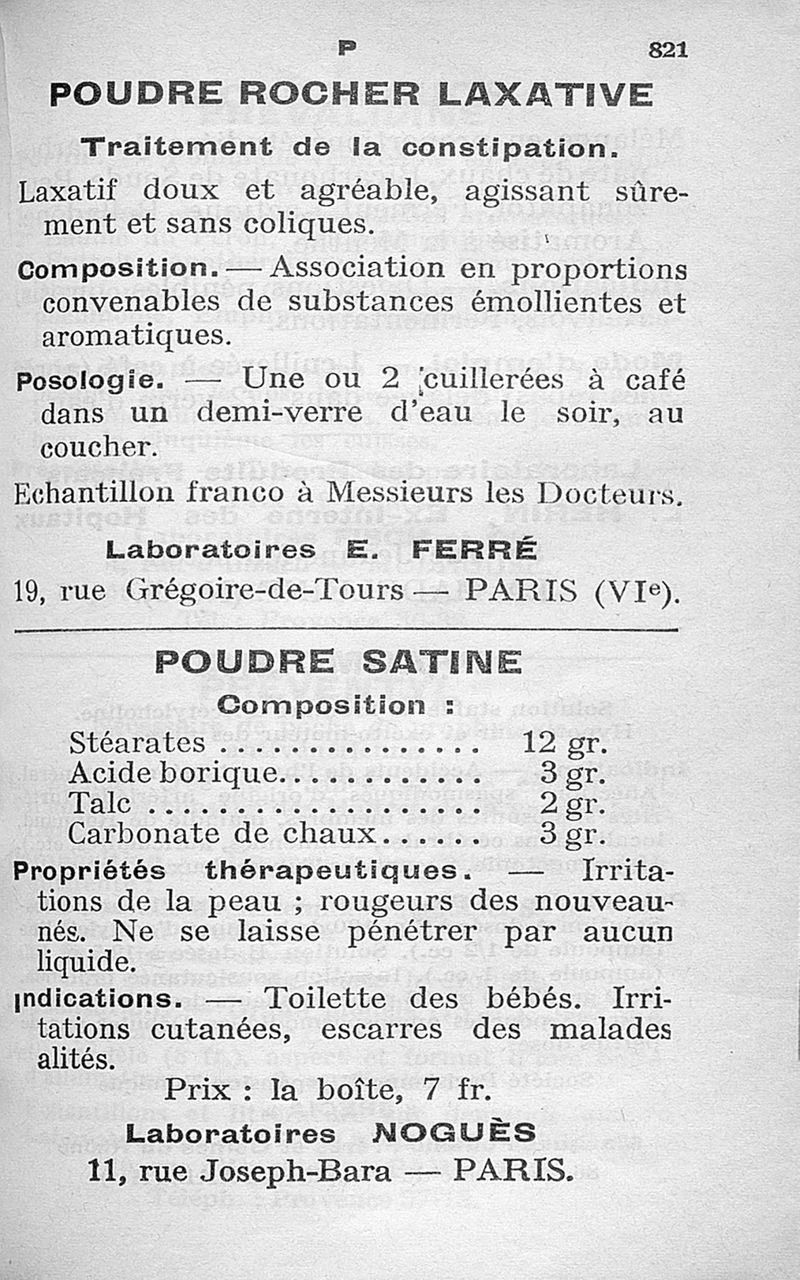 P 821
POUDRE ROCHER LAXATIVE
Traitement de la constipation.
Laxatif doux et agréable, agissant sûre-
ment et sans coliques.
Composition. — Association en proportions
convenables de substances émollientes et
aromatiques.
Posologie. — Une ou 2 cuillerées à café
dans un demi-verre d'eau le soir, au
coucher.
Echantillon franco à Messieurs les Docteurs.
Laboratoires E. FERRÉ
19, rue Grégoire-de-Tours — PARIS (VIe).
POUDRE SATINE
Composition :
Stéarates . . . . . . . . . . . . . . . 12 gr.
Acide borique. . . . . . . . . . . . 3 gr.
Talc . . . . . . . . . . . . . . . . . . . 2 gr.
Carbonate de chaux. . . . . . 3 gr.
Propriétés thérapeutiques. — Irrita-
tions de la peau ; rougeurs des nouveau-
nés. Ne se laisse pénétrer par aucun
liquide.
Indications. — Toilette des bébés. Irri-
tations cutanées, escarres des malades
alités.
Prix : la boîte, 7 fr.
Laboratoires NOGUÈS
11, rue Joseph-Bara — PARIS.